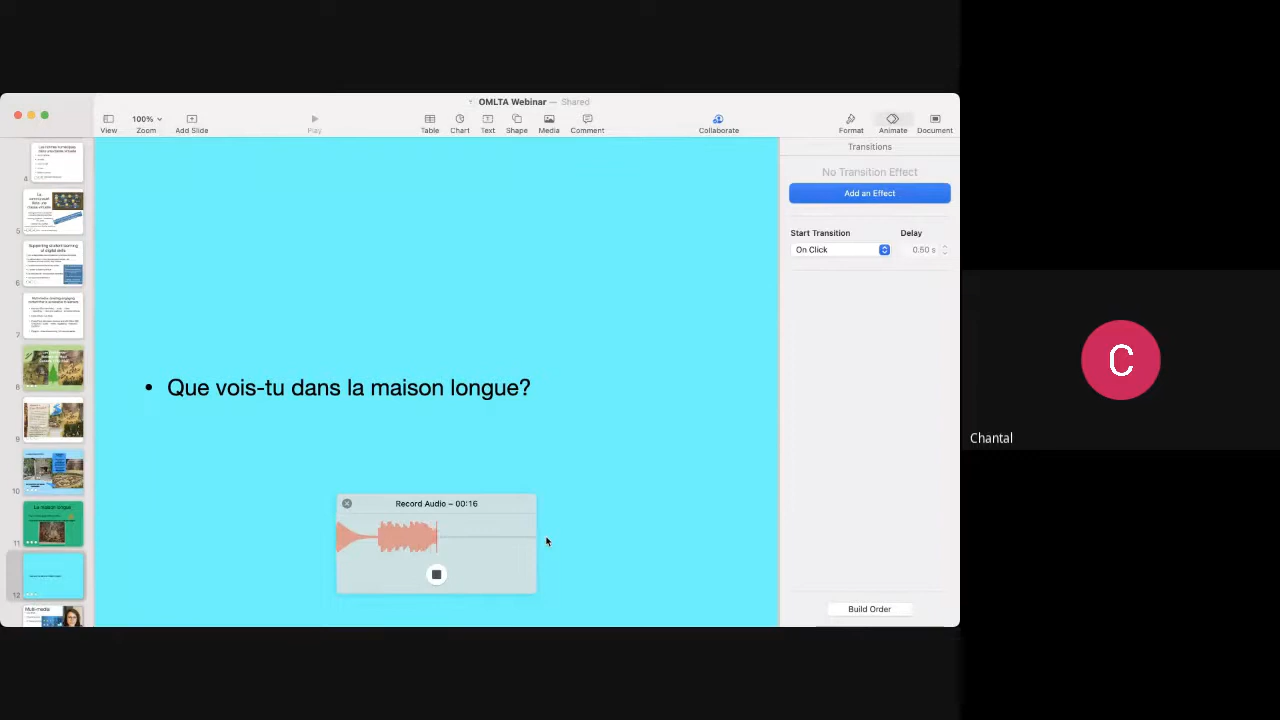 OMLTA Webinar — Shared
100%
View
Zoom
Add Slide
Play
Table
Chart
Text
Shape
Media
Comment
Collaborate
Format
Animate
Document
Transitions
No Transition Effect
Add an Effect
Start Transition
Delay
On Click
0.50 s
4
5
Supporting student learning
of digital skills
6
7
8
9
10
La maison longue
11
12
Multi-media
• Que vois-tu dans la maison longue?
Record Audio – 00:16
Build Order
C
Chantal